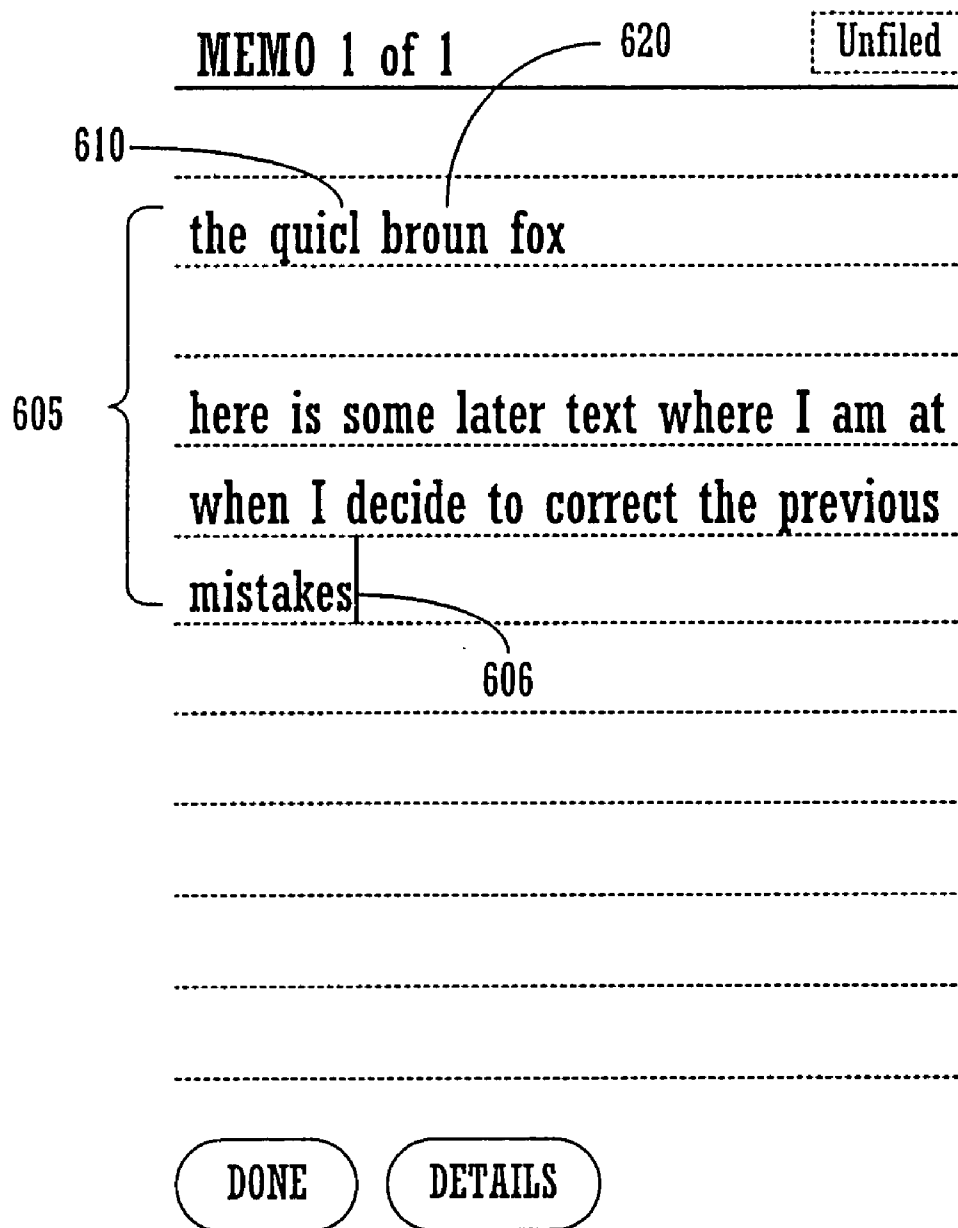 MEMO 1 of 1 620 Unfiled
610
the quicl broun fox
605
here is some later text where I am at
when I decide to correct the previous
mistakes
606
DONE DETAILS